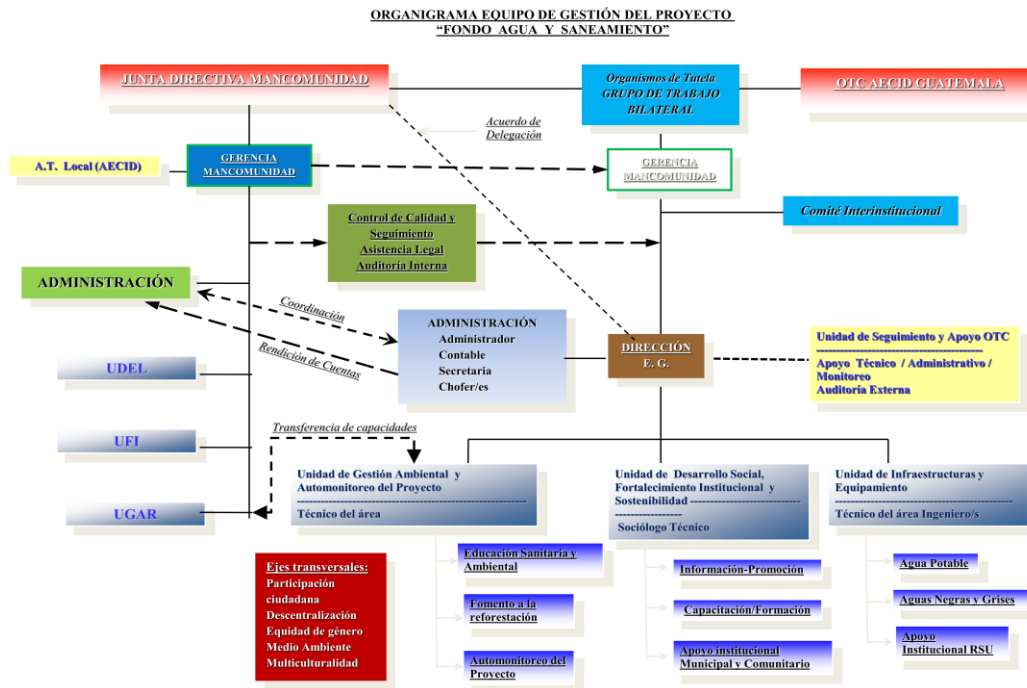 ORGANIGRAMA EQUIPO DE GESTIÓN DEL PROYECTO
“FONDO AGUA Y SANEAMIENTO”
JUNTA DIRECTIVA MANCOMUNIDAD
Organismos de Tutela
GRUPO DE TRABAJO
BILATERAL
OTC AECID GUATEMALA
Acuerdo de
Delegación
A.T. Local (AECID)
GERENCIA
MANCOMUNIDAD
GERENCIA
MANCOMUNIDAD
Comité Interinstitucional
Control de Calidad y
Seguimiento
Asistencia Legal
Auditoría Interna
ADMINISTRACIÓN
Coordinación
Rendición de Cuentas
ADMINISTRACIÓN
Administrador
Contable
Secretaria
Chofer/es
DIRECCIÓN
E. G.
Unidad de Seguimiento y Apoyo OTC
Apoyo Técnico / Administrativo /
Monitoreo
Auditoría Externa
UDEL
UFI
UGAR
Transferencia de capacidades
Unidad de Gestión Ambiental y
Automonitoreo del Proyecto
Técnico del área
Unidad de Desarrollo Social,
Fortalecimiento Institucional y
Sostenibilidad
Sociólogo Técnico
Unidad de Infraestructuras y
Equipamiento
Técnico del área Ingeniero/s
Ejes transversales:
Participación
ciudadana
Descentralización
Equidad de género
Medio Ambiente
Multiculturalidad
Educación Sanitaria y
Ambiental
Fomento a la
reforestación
Automonitoreo del
Proyecto
Información-Promoción
Capacitación/Formación
Apoyo institucional
Municipal y Comunitario
Agua Potable
Aguas Negras y Grises
Apoyo
Institucional RSU